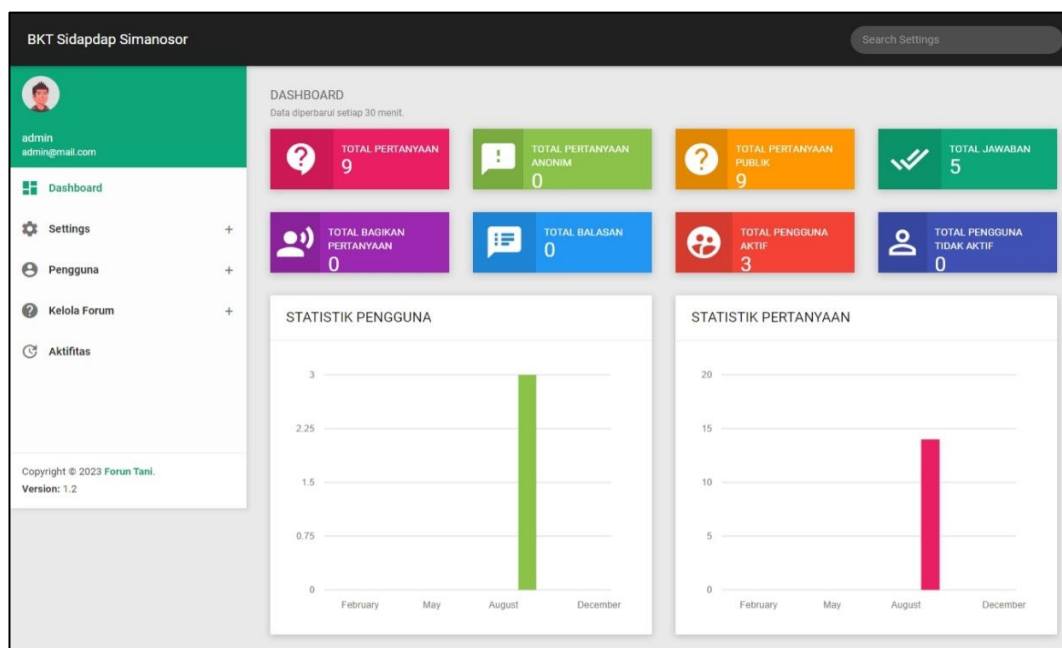 BKT Sidapdap Simanosor
Search Settings
admin
admin@mail.com
Dashboard
Settings +
Pengguna +
Kelola Forum +
Aktifitas
Copyright © 2023 Forun Tani.
Version: 1.2
DASHBOARD
Data diperbarui setiap 30 menit.
TOTAL PERTANYAAN
9
TOTAL PERTANYAAN
ANONIM
0
TOTAL PERTANYAAN
PUBLIK
9
TOTAL JAWABAN
5
TOTAL BAGIKAN
PERTANYAAN
0
TOTAL BALASAN
0
TOTAL PENGGUNA
AKTIF
3
TOTAL PENGGUNA
TIDAK AKTIF
0
STATISTIK PENGGUNA
3
2.25
1.5
0.75
0
February May August December
STATISTIK PERTANYAAN
20
15
10
5
0
February May August December